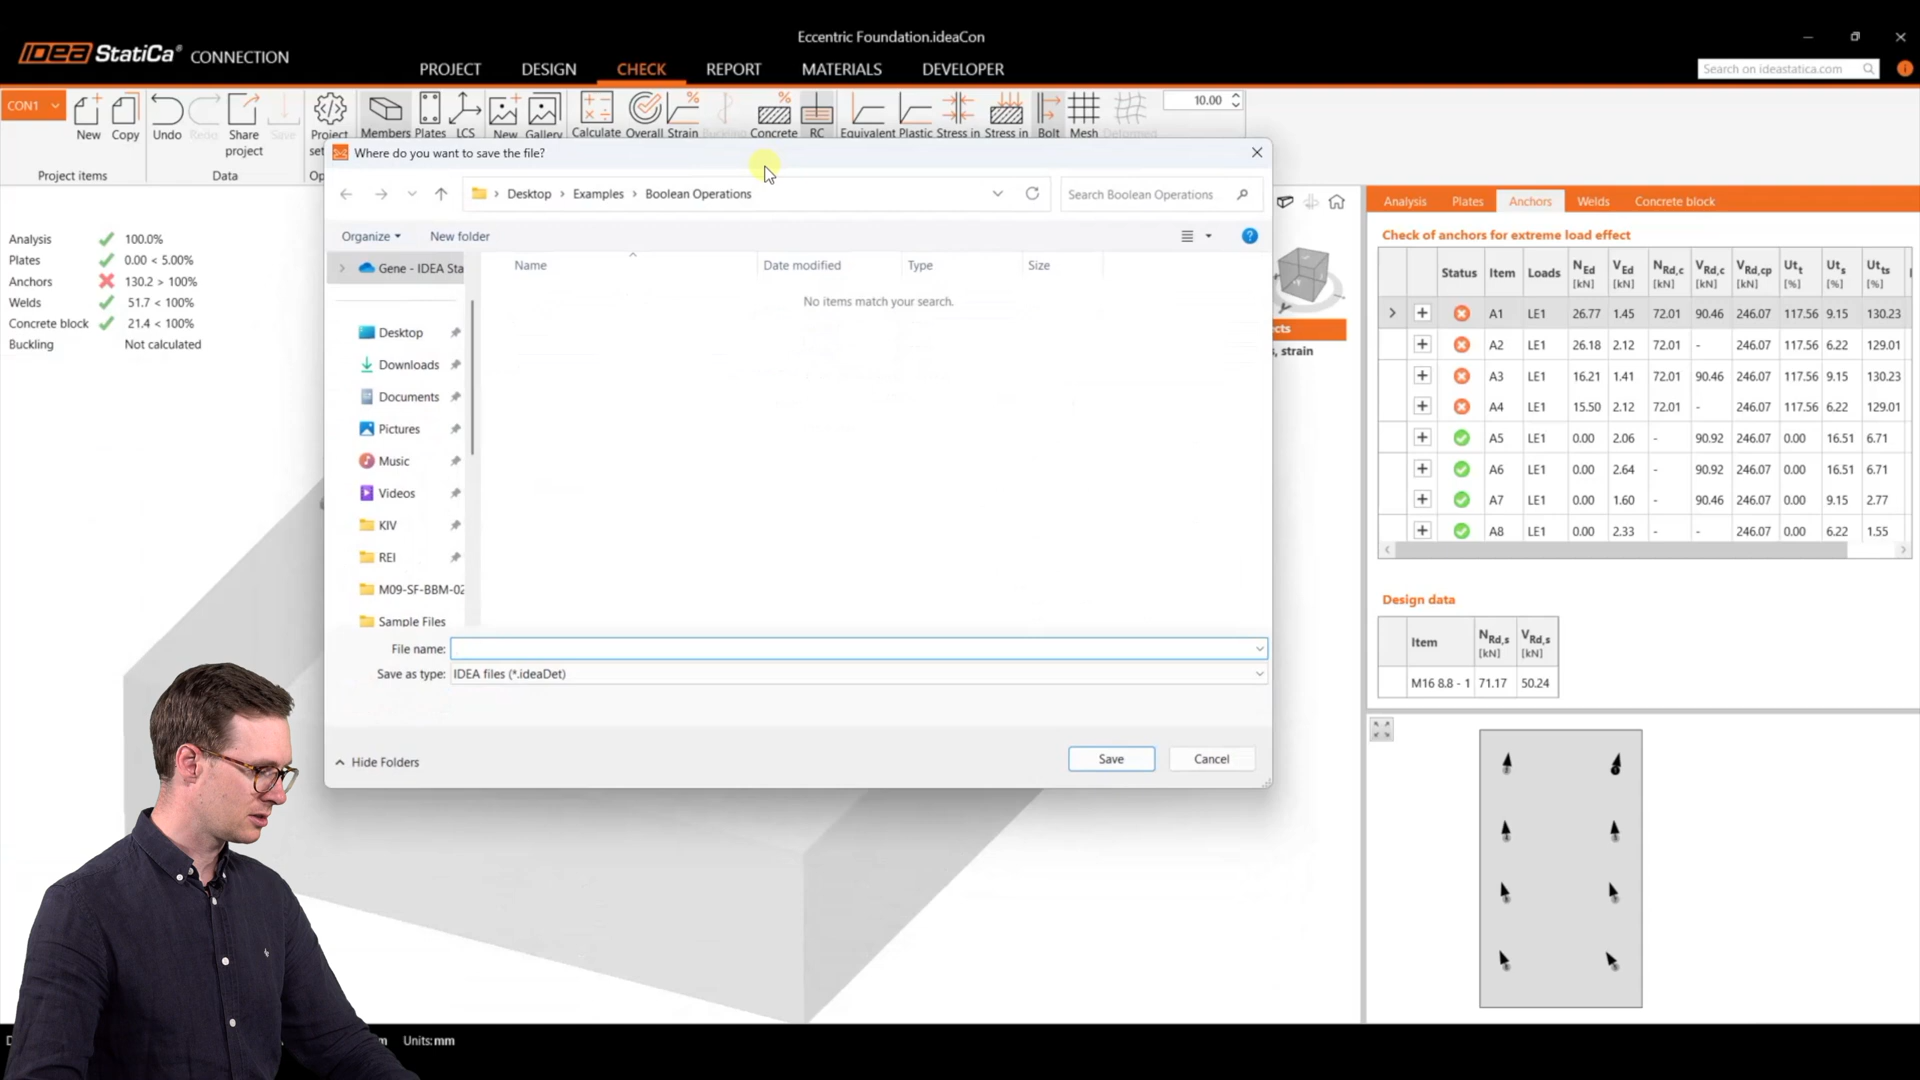 Eccentric Foundation.ideaCon
IDEA StatiCa® CONNECTION
PROJECT DESIGN CHECK REPORT MATERIALS DEVELOPER
Search on ideastatica.com
CON1
New Copy Undo Redo Share project Save Project Members Plates LCS New Gallery Calculate Overall Strain Buckling Concrete RC Equivalent Plastic Stress in Stress in Bolt Mesh Deformed 10.00
Project items Data
Where do you want to save the file?
Desktop > Examples > Boolean Operations
Search Boolean Operations
Organize New folder
Name Date modified Type Size
No items match your search.
Gene - IDEA Sta
Desktop
Downloads
Documents
Pictures
Music
Videos
KIV
REI
M09-SF-BBM-02
Sample Files
File name:
Save as type: IDEA files (*.ideaDet)
Hide Folders
Save Cancel
Analysis 100.0%
Plates 0.00 < 5.00%
Anchors 130.2 > 100%
Welds 51.7 < 100%
Concrete block 21.4 < 100%
Buckling Not calculated
, strain
Analysis Plates Anchors Welds Concrete block
Check of anchors for extreme load effect
Status Item Loads NEd [kN] VEd [kN] NRd,c [kN] VRd,c [kN] VRd,cp [kN] Utt [%] Uts [%] Utts [%]
A1 LE1 26.77 1.45 72.01 90.46 246.07 117.56 9.15 130.23
A2 LE1 26.18 2.12 72.01 - 246.07 117.56 6.22 129.01
A3 LE1 16.21 1.41 72.01 90.46 246.07 117.56 9.15 130.23
A4 LE1 15.50 2.12 72.01 - 246.07 117.56 6.22 129.01
A5 LE1 0.00 2.06 - 90.92 246.07 0.00 16.51 6.71
A6 LE1 0.00 2.64 - 90.92 246.07 0.00 16.51 6.71
A7 LE1 0.00 1.60 - 90.46 246.07 0.00 9.15 2.77
A8 LE1 0.00 2.33 - - 246.07 0.00 6.22 1.55
Design data
Item NRd,s [kN] VRd,s [kN]
M16 8.8 - 1 71.17 50.24
Units: mm